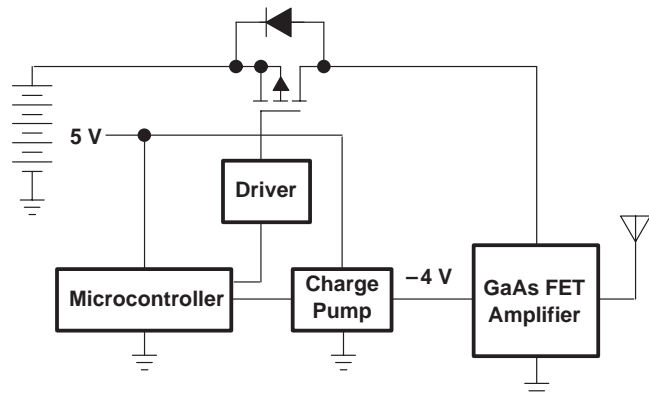 5 V
Driver
Microcontroller
Charge
Pump
–4 V
GaAs FET
Amplifier